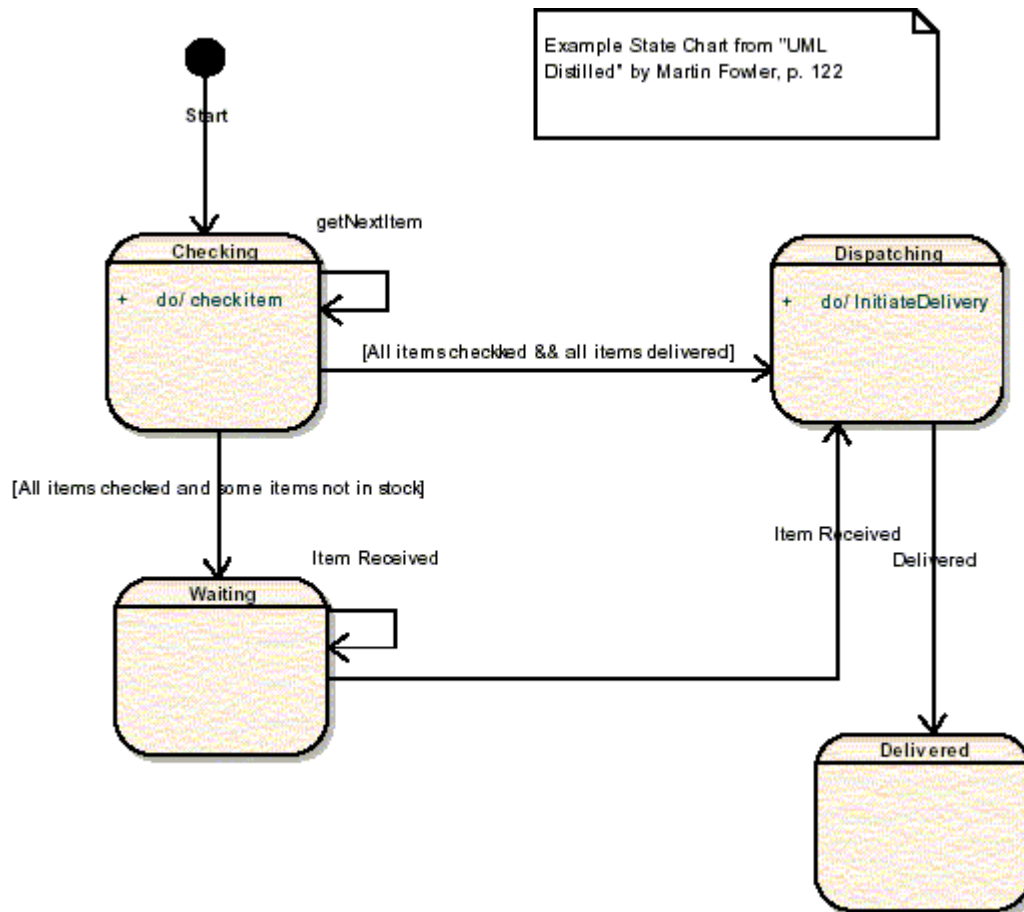 Example State Chart from "UML
Distilled" by Martin Fowler, p. 122
Start
getNextItem
Checking
+ do/ checkitem
Dispatching
+ do/ InitiateDelivery
[All items checkked && all items delivered]
[All items checked and some items not in stock]
Item Received
Item Received
Delivered
Waiting
Delivered